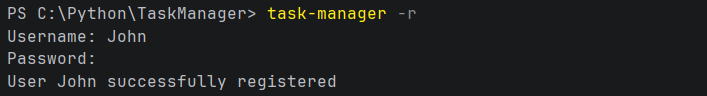 PS C:\Python\TaskManager> task-manager -r
Username: John
Password:
User John successfully registered